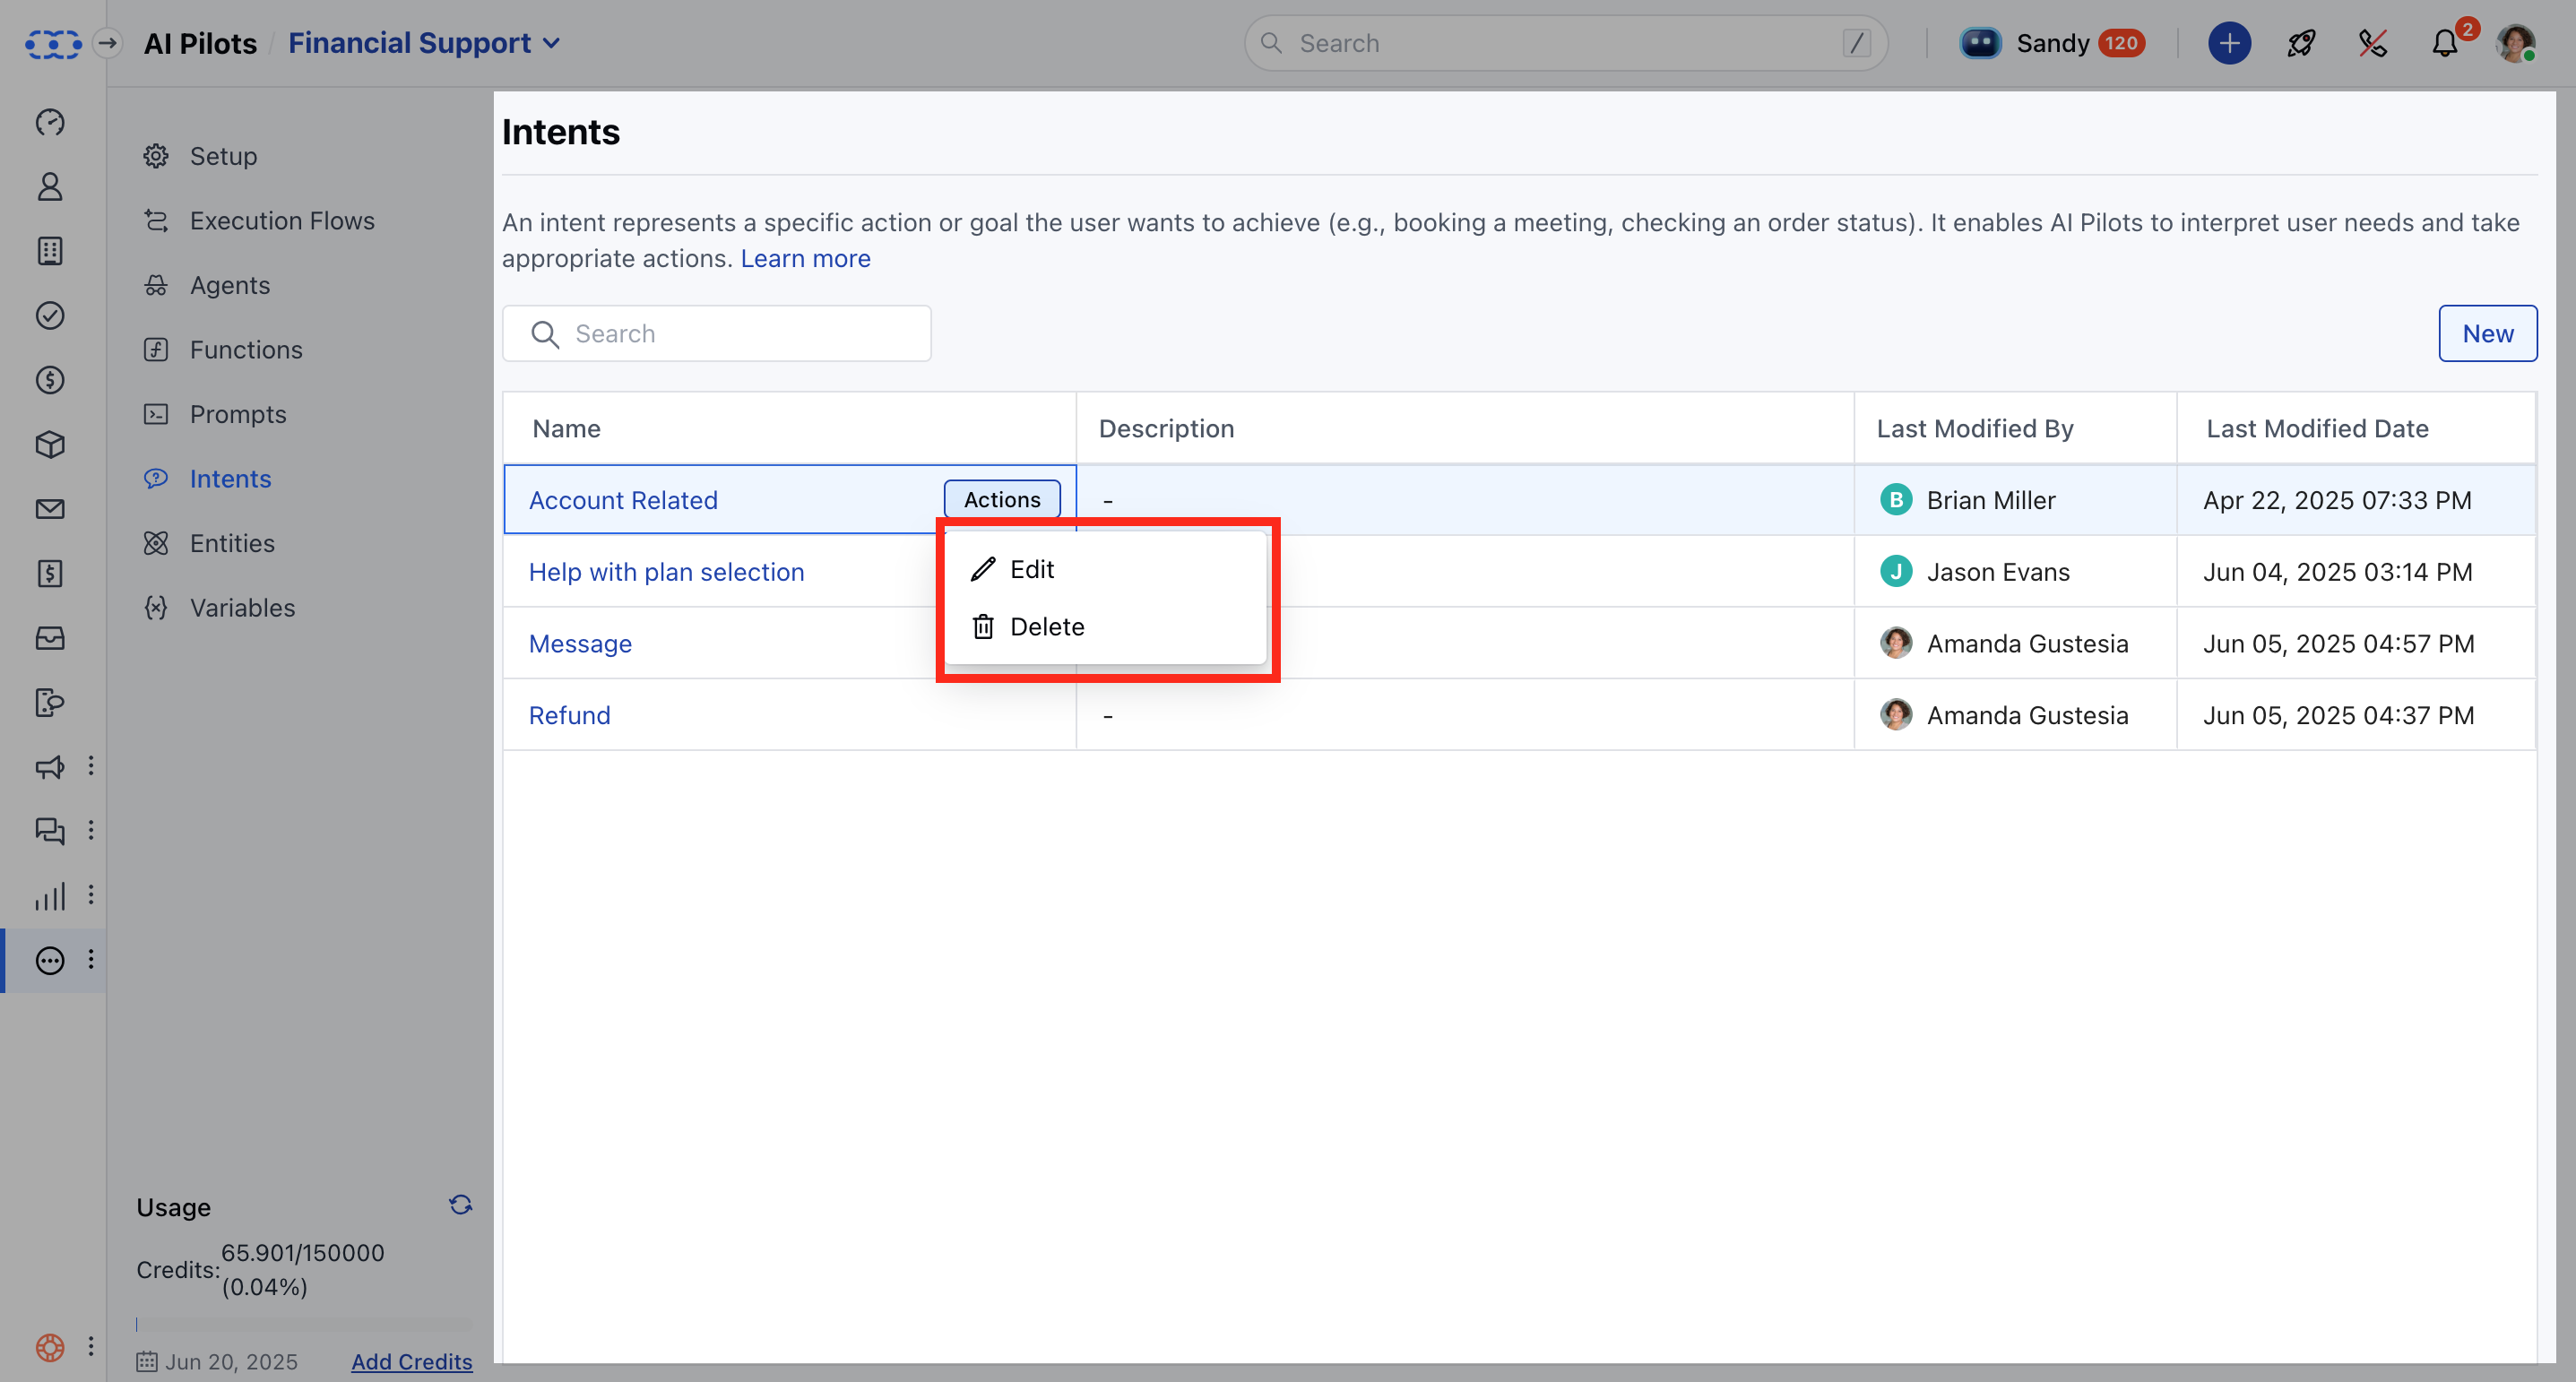 AI Pilots / Financial Support
Search /
Sandy 120
2
Setup
Execution Flows
Agents
Functions
Prompts
Intents
Entities
Variables
Usage
Credits: 65.901/150000
(0.04%)
Jun 20, 2025 Add Credits
Intents
An intent represents a specific action or goal the user wants to achieve (e.g., booking a meeting, checking an order status). It enables AI Pilots to interpret user needs and take
appropriate actions. Learn more
Search
New
Name Description Last Modified By Last Modified Date
Account Related Actions - B Brian Miller Apr 22, 2025 07:33 PM
Edit
Delete
Help with plan selection J Jason Evans Jun 04, 2025 03:14 PM
Message Amanda Gustesia Jun 05, 2025 04:57 PM
Refund - Amanda Gustesia Jun 05, 2025 04:37 PM